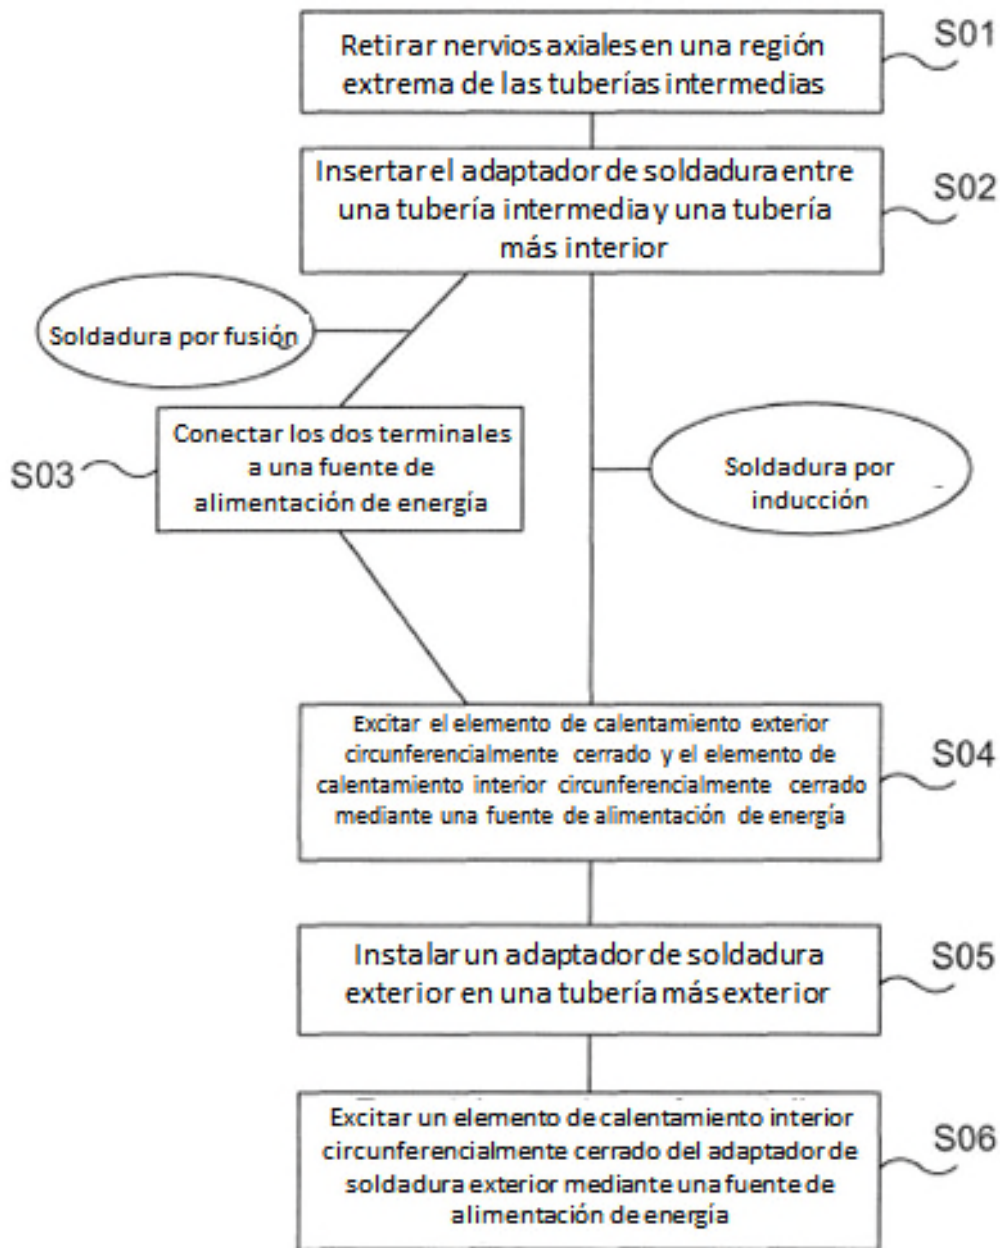 Retirar nervios axiales en una región
extrema de las tuberías intermedias
S01
Insertar el adaptador de soldadura entre
una tubería intermedia y una tubería
más interior
S02
Soldadura por fusión
Conectar los dos terminales
a una fuente de
alimentación de energía
S03
Soldadura por
inducción
Excitar el elemento de calentamiento exterior
circunferencialmente cerrado y el elemento de
calentamiento interior circunferencialmente cerrado
mediante una fuente de alimentación de energía
S04
Instalar un adaptador de soldadura
exterior en una tubería más exterior
S05
Excitar un elemento de calentamiento interior
circunferencialmente cerrado del adaptador de
soldadura exterior mediante una fuente de
alimentación de energía
S06